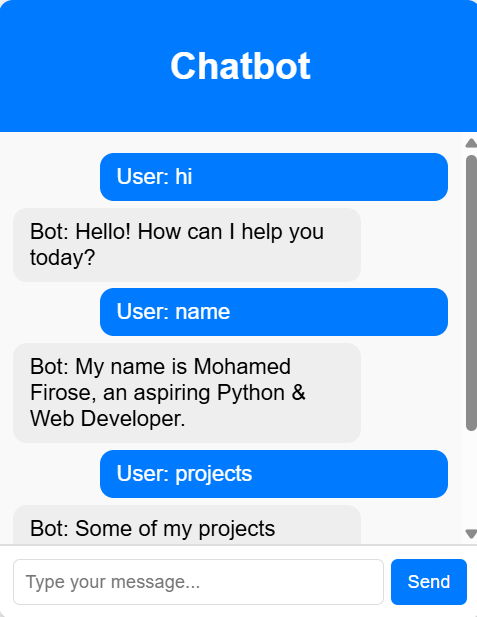 Chatbot
User: hi
Bot: Hello! How can I help you
today?
User: name
Bot: My name is Mohamed
Firose, an aspiring Python &
Web Developer.
User: projects
Bot: Some of my projects
Type your message...
Send